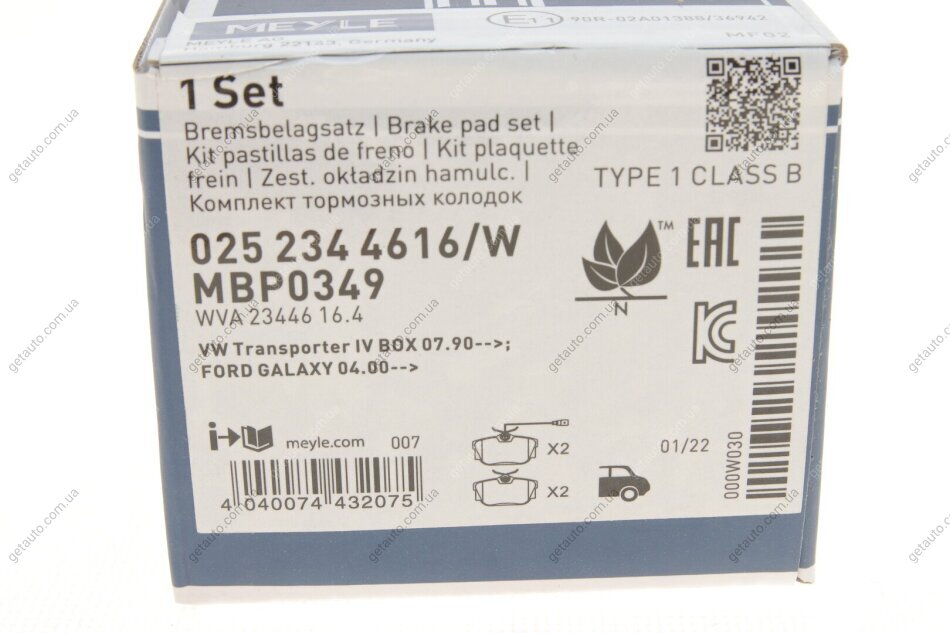 MEYLE
E11 90R-02A01388/36942
MEYLE AG
Hamburg 22143, Germany
MF02
1 Set
Bremsbelagsatz | Brake pad set |
Kit pastillas de freno | Kit plaquette
frein | Zest. okładzin hamulc. |
Комплект тормозных колодок
TYPE 1 CLASS B
025 234 4616/W
MBP0349
WVA 23446 16.4
TM
EAC
N
KC
VW Transporter IV BOX 07.90-->;
FORD GALAXY 04.00-->
i
meyle.com
007
X2
01/22
X2
000W030
4 040074 432075
getauto.com.ua